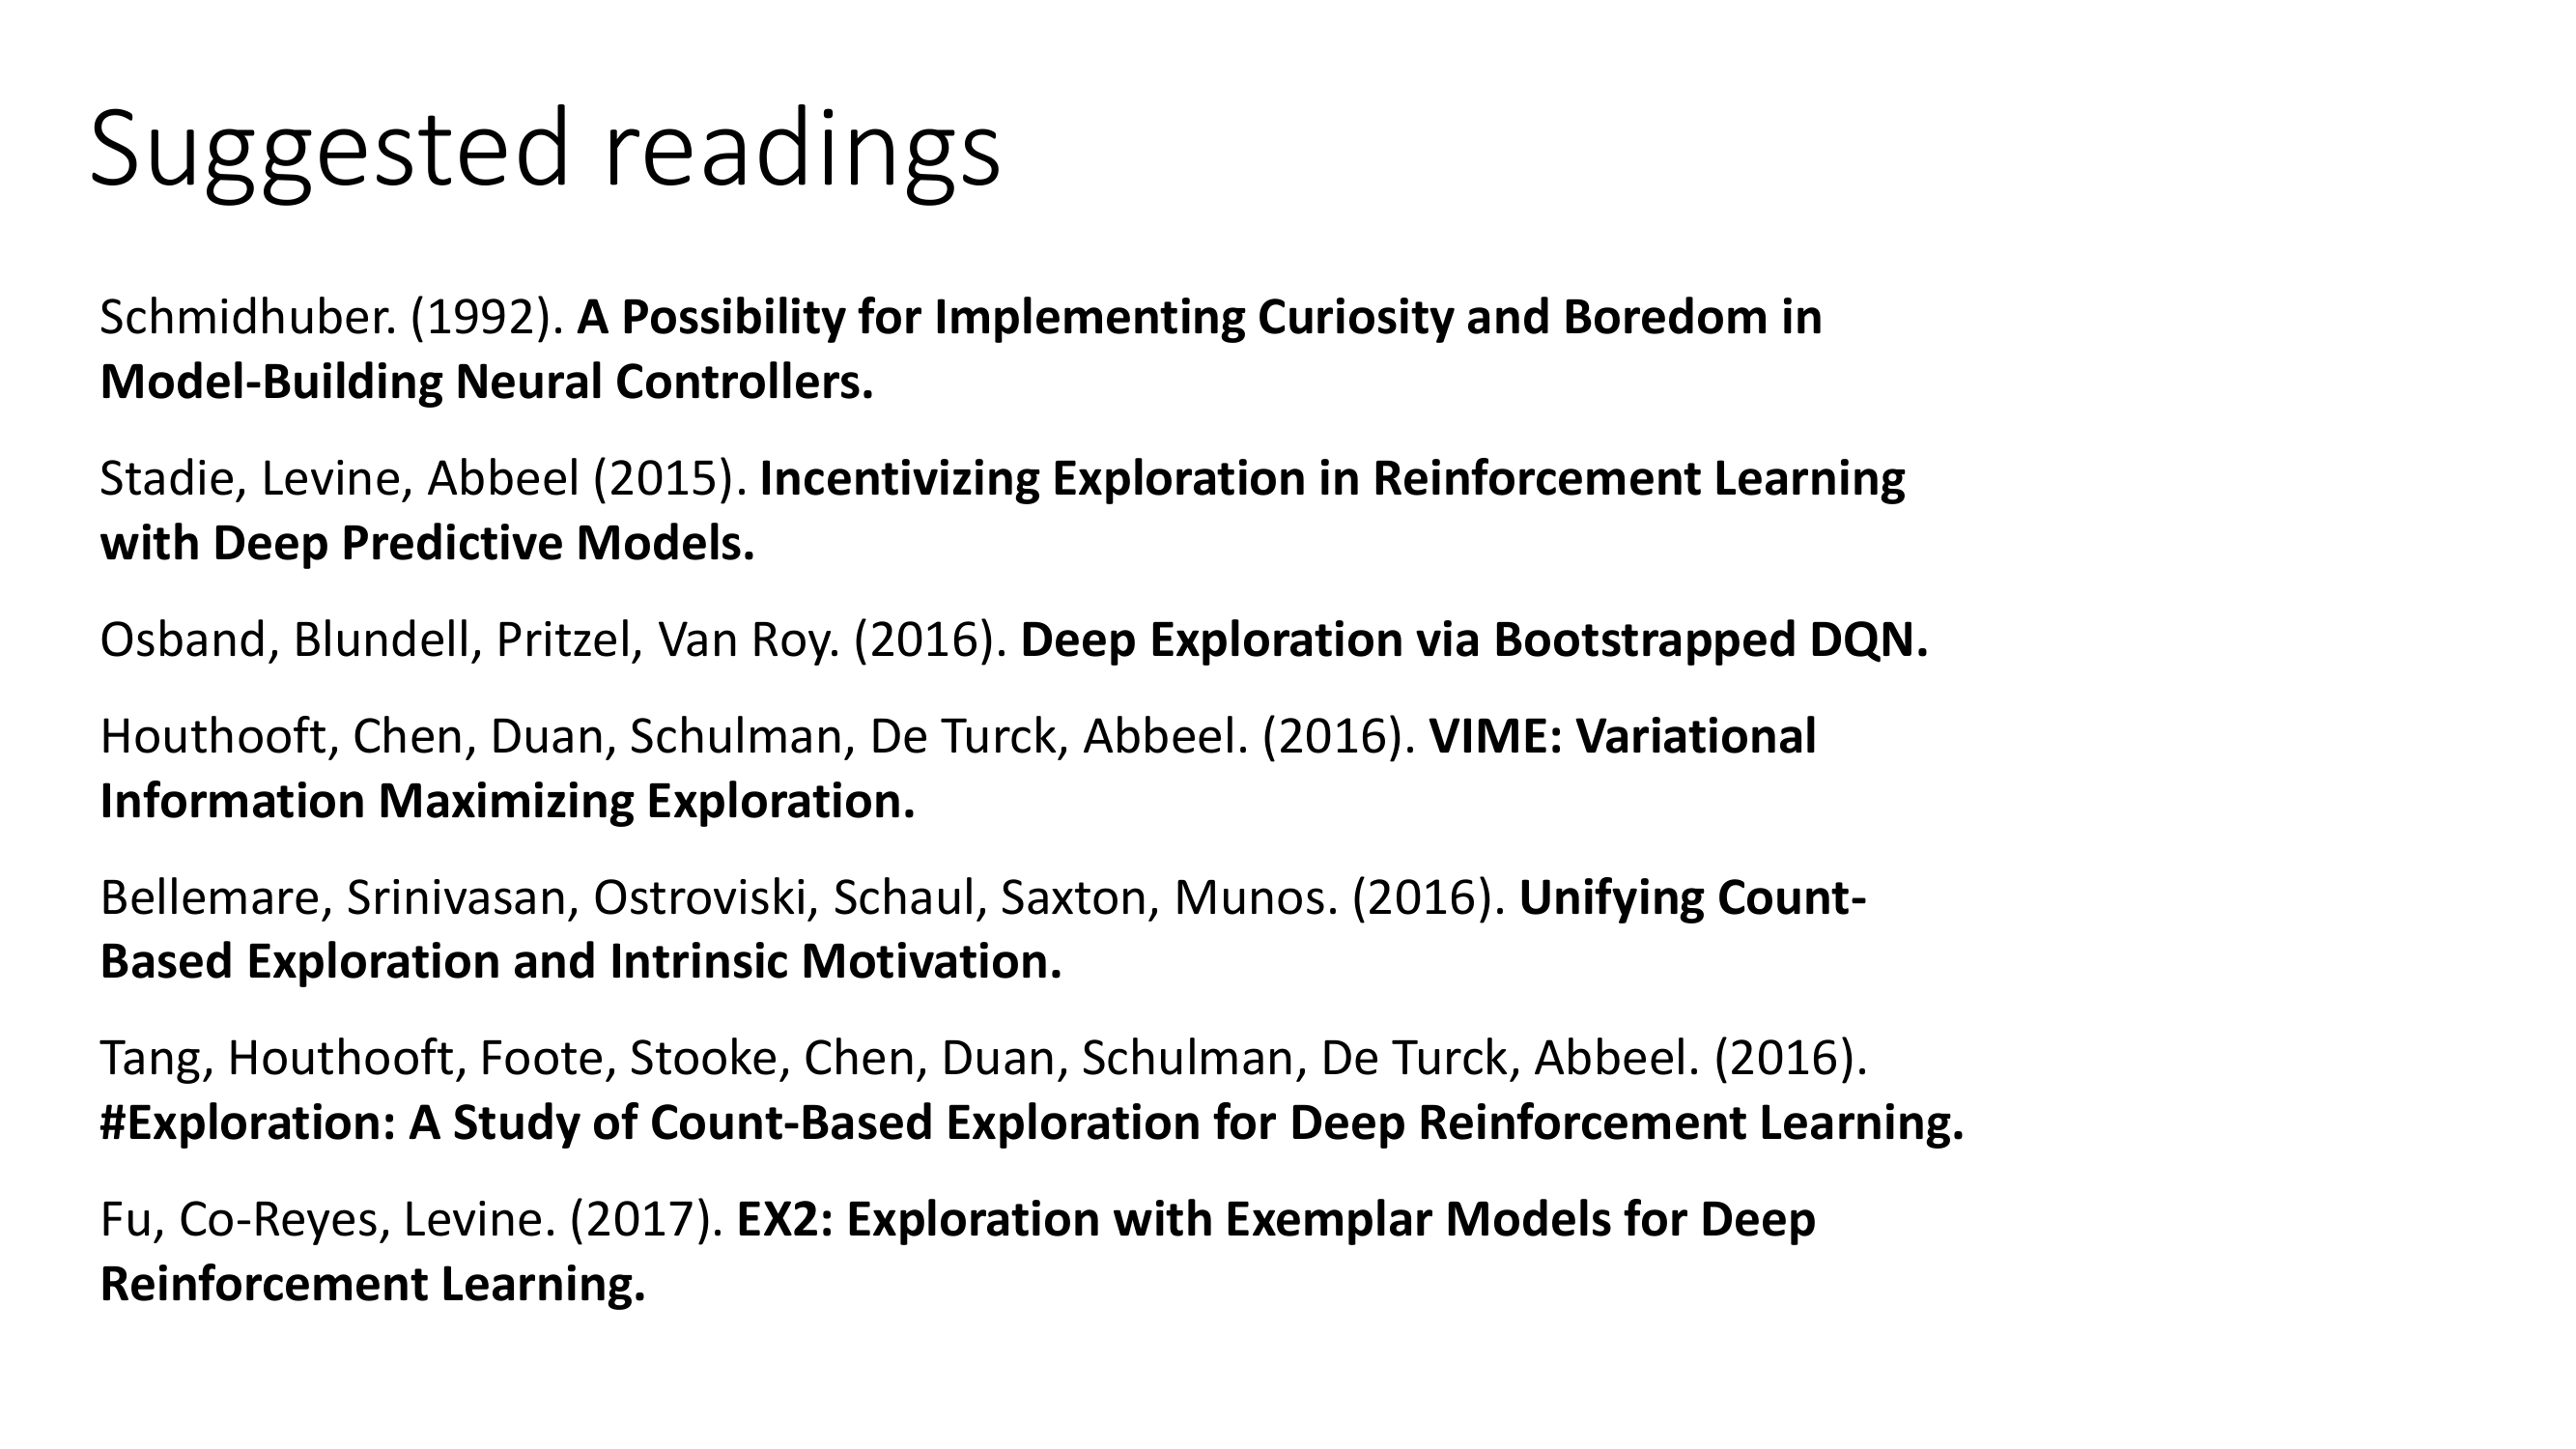 Suggested readings
Schmidhuber. (1992). A Possibility for Implementing Curiosity and Boredom in
Model-Building Neural Controllers.
Stadie, Levine, Abbeel (2015). Incentivizing Exploration in Reinforcement Learning
with Deep Predictive Models.
Osband, Blundell, Pritzel, Van Roy. (2016). Deep Exploration via Bootstrapped DQN.
Houthooft, Chen, Duan, Schulman, De Turck, Abbeel. (2016). VIME: Variational
Information Maximizing Exploration.
Bellemare, Srinivasan, Ostroviski, Schaul, Saxton, Munos. (2016). Unifying Count-
Based Exploration and Intrinsic Motivation.
Tang, Houthooft, Foote, Stooke, Chen, Duan, Schulman, De Turck, Abbeel. (2016).
#Exploration: A Study of Count-Based Exploration for Deep Reinforcement Learning.
Fu, Co-Reyes, Levine. (2017). EX2: Exploration with Exemplar Models for Deep
Reinforcement Learning.